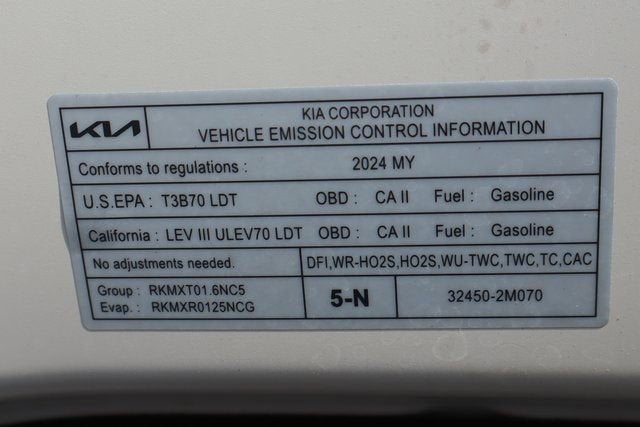 KIA
KIA CORPORATION
VEHICLE EMISSION CONTROL INFORMATION
Conforms to regulations : 2024 MY
U.S.EPA : T3B70 LDT OBD : CA II Fuel : Gasoline
California : LEV III ULEV70 LDT OBD : CA II Fuel : Gasoline
No adjustments needed. DFI,WR-HO2S,HO2S,WU-TWC,TWC,TC,CAC
Group : RKMXT01.6NC5
Evap. : RKMXR0125NCG
5-N
32450-2M070